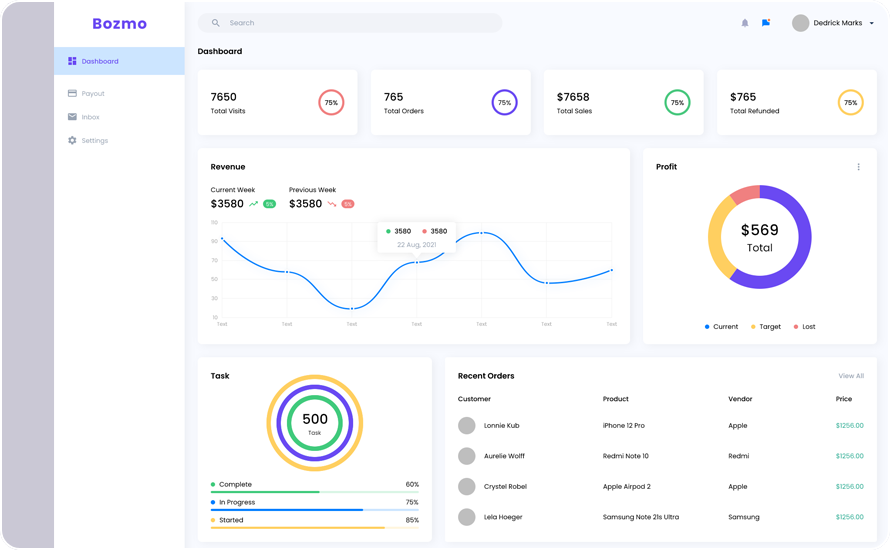 Bozmo
Search
Dedrick Marks
Dashboard
Payout
Inbox
Settings
Dashboard
7650
Total Visits
75%
765
Total Orders
75%
$7658
Total Sales
75%
$765
Total Refunded
75%
Revenue
Current Week
$3580
5%
Previous Week
$3580
5%
3580 3580
22 Aug, 2021
90
70
50
30
10
Text Text Text Text Text Text Text
Profit
$569
Total
Current Target Lost
Task
500
Task
Complete 60%
In Progress 75%
Started 85%
Recent Orders View All
Customer Product Vendor Price
Lonnie Kub iPhone 12 Pro Apple $1256.00
Aurelie Wolff Redmi Note 10 Redmi $1256.00
Crystel Robel Apple Airpod 2 Apple $1256.00
Lela Hoeger Samsung Note 21s Ultra Samsung $1256.00